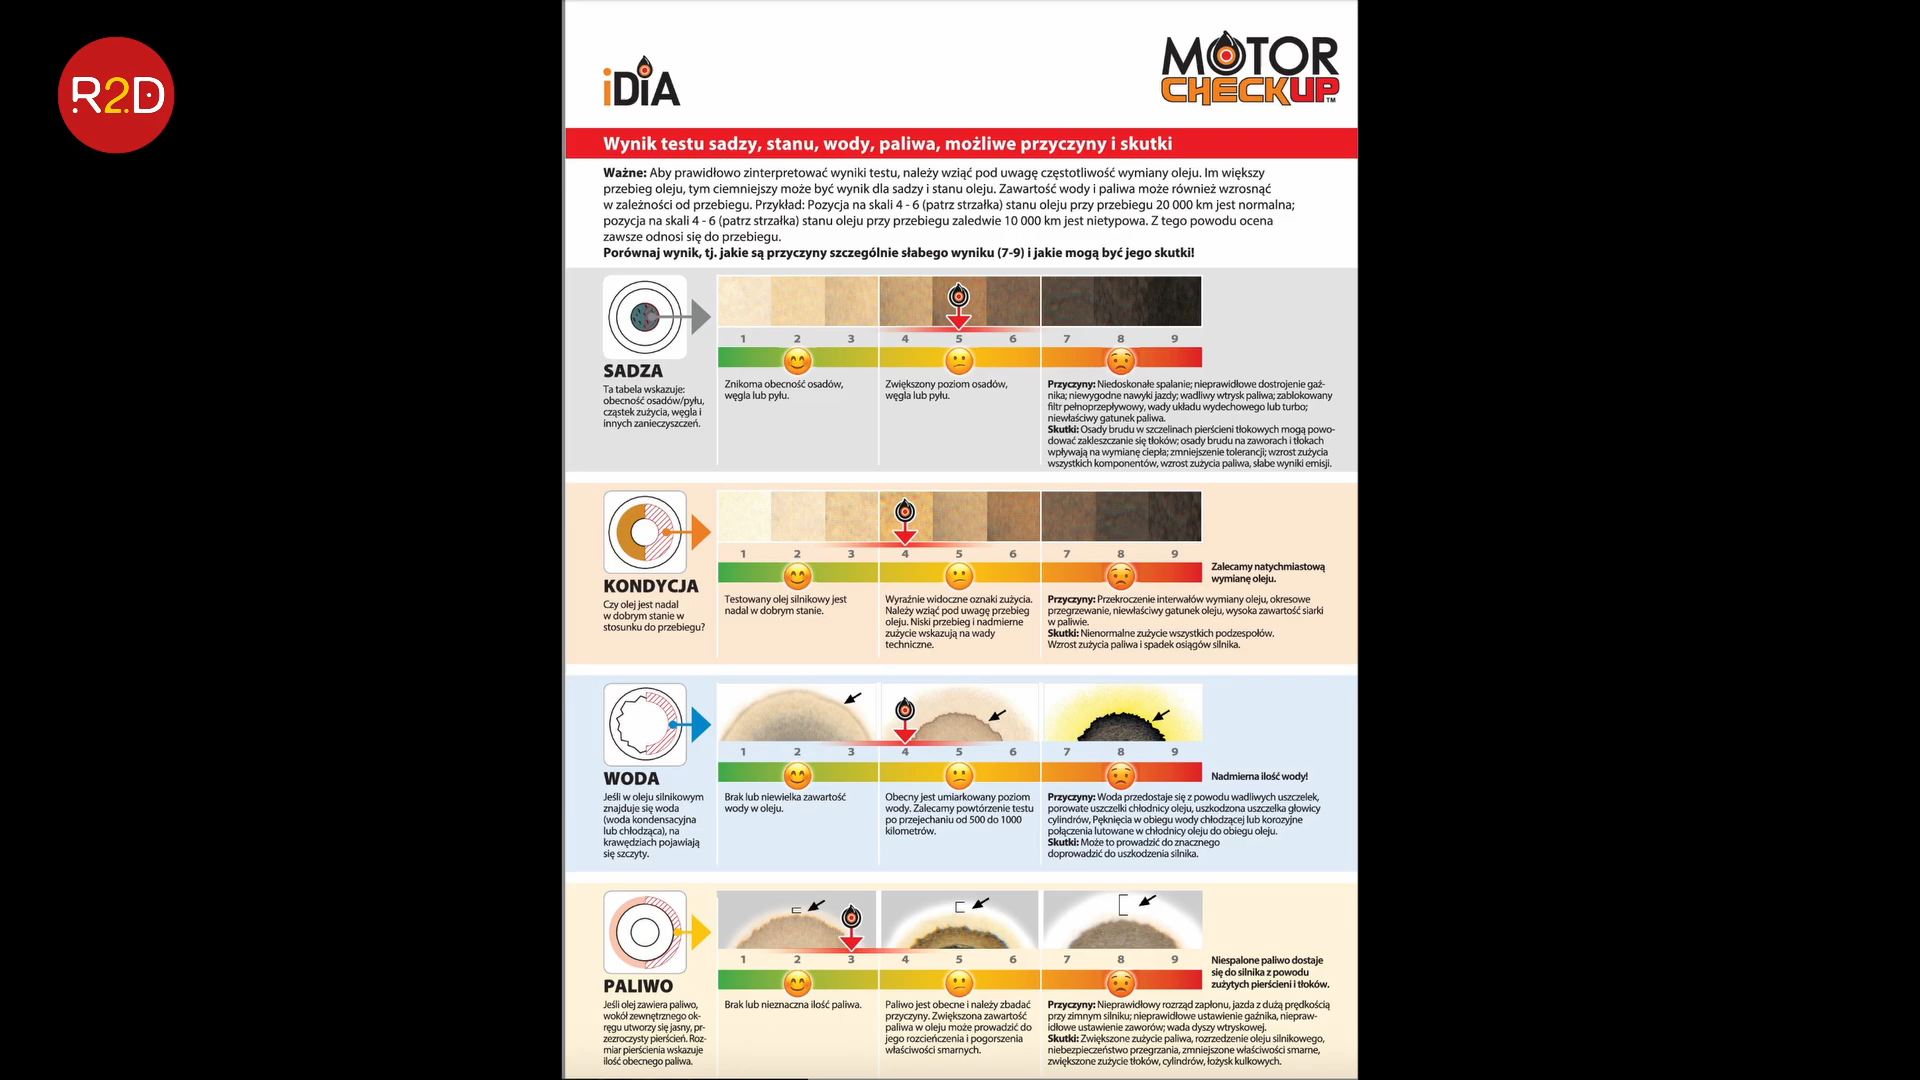 R2D
iDiA
MOTOR
CHECKUP™
Wynik testu sadzy, stanu, wody, paliwa, możliwe przyczyny i skutki
Ważne: Aby prawidłowo zinterpretować wyniki testu, należy wziąć pod uwagę częstotliwość wymiany oleju. Im większy
przebieg oleju, tym ciemniejszy może być wynik dla sadzy i stanu oleju. Zawartość wody i paliwa może również wzrosnąć
w zależności od przebiegu. Przykład: Pozycja na skali 4 - 6 (patrz strzałka) stanu oleju przy przebiegu 20 000 km jest normalna;
pozycja na skali 4 - 6 (patrz strzałka) stanu oleju przy przebiegu zaledwie 10 000 km jest nietypowa. Z tego powodu ocena
zawsze odnosi się do przebiegu.
Porównaj wynik, tj. jakie są przyczyny szczególnie słabego wyniku (7-9) i jakie mogą być jego skutki!
1 2 3 4 5 6 7 8 9
SADZA
Ta tabela wskazuje:
obecność osadów/pyłu,
cząstek zużycia, węgla i
innych zanieczyszczeń.
Znikoma obecność osadów,
węgla lub pyłu.
Zwiększony poziom osadów,
węgla lub pyłu.
Przyczyny: Niedoskonałe spalanie; nieprawidłowe dostrojenie gaź-
nika; niewygodne nawyki jazdy; wadliwy wtrysk paliwa; zablokowany
filtr pełnoprzepływowy, wady układu wydechowego lub turbo;
niewłaściwy gatunek paliwa.
Skutki: Osady brudu w szczelinach pierścieni tłokowych mogą powo-
dować zakleszczanie się tłoków; osady brudu na zaworach i tłokach
wpływają na wymianę ciepła; zmniejszenie tolerancji; wzrost zużycia
wszystkich komponentów, wzrost zużycia paliwa, słabe wyniki emisji.
1 2 3 4 5 6 7 8 9
KONDYCJA
Czy olej jest nadal
w dobrym stanie w
stosunku do przebiegu?
Testowany olej silnikowy jest
nadal w dobrym stanie.
Wyraźnie widoczne oznaki zużycia.
Należy wziąć pod uwagę przebieg
oleju. Niski przebieg i nadmierne
zużycie wskazują na wady
techniczne.
Zalecamy natychmiastową
wymianę oleju.
Przyczyny: Przekroczenie interwałów wymiany oleju, okresowe
przegrzewanie, niewłaściwy gatunek oleju, wysoka zawartość siarki
w paliwie.
Skutki: Nienormalne zużycie wszystkich podzespołów.
Wzrost zużycia paliwa i spadek osiągów silnika.
1 2 3 4 5 6 7 8 9
WODA
Jeśli w oleju silnikowym
znajduje się woda
(woda kondensacyjna
lub chłodząca), na
krawędziach pojawiają
się szczyty.
Brak lub niewielka zawartość
wody w oleju.
Obecny jest umiarkowany poziom
wody. Zalecamy powtórzenie testu
po przejechaniu od 500 do 1000
kilometrów.
Nadmierna ilość wody!
Przyczyny: Woda przedostaje się z powodu wadliwych uszczelek,
porowate uszczelki chłodnicy oleju, uszkodzona uszczelka głowicy
cylindrów, Pęknięcia w obiegu wody chłodzącej lub korozyjne
połączenia lutowane w chłodnicy oleju do obiegu oleju.
Skutki: Może to prowadzić do znacznego
doprowadzić do uszkodzenia silnika.
1 2 3 4 5 6 7 8 9
PALIWO
Jeśli olej zawiera paliwo,
wokół zewnętrznego ok-
ręgu utworzy się jasny, pr-
zezroczysty pierścień. Roz-
miar pierścienia wskazuje
ilość obecnego paliwa.
Brak lub nieznaczna ilość paliwa.
Paliwo jest obecne i należy zbadać
przyczyny. Zwiększona zawartość
paliwa w oleju może prowadzić do
jego rozcieńczenia i pogorszenia
właściwości smarnych.
Niespalone paliwo dostaje
się do silnika z powodu
zużytych pierścieni i tłoków.
Przyczyny: Nieprawidłowy rozrząd zapłonu, jazda z dużą prędkością
przy zimnym silniku; nieprawidłowe ustawienie gaźnika, niepraw-
idłowe ustawienie zaworów; wada dyszy wtryskowej.
Skutki: Zwiększone zużycie paliwa, rozrzedzenie oleju silnikowego,
niebezpieczeństwo przegrzania, zmniejszone właściwości smarne,
zwiększone zużycie tłoków, cylindrów, łożysk kulkowych.